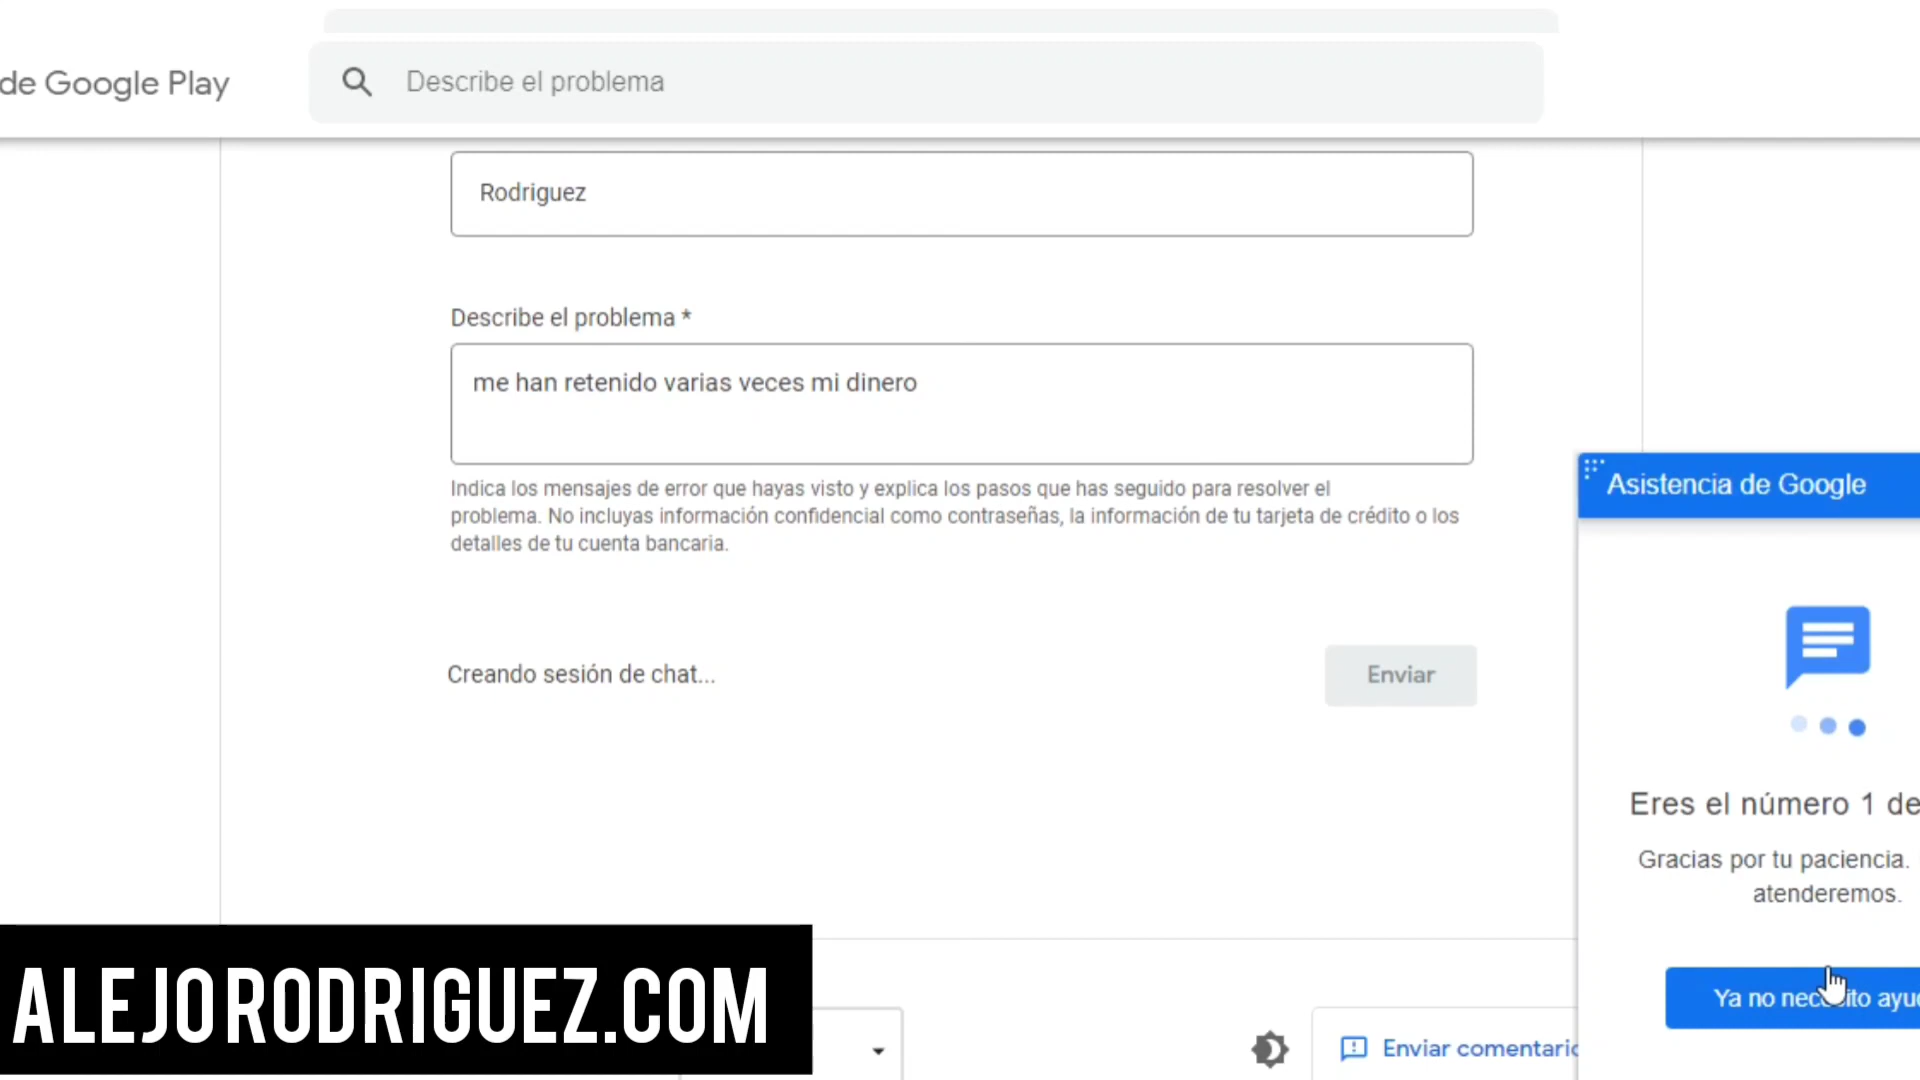 de Google Play
Describe el problema
Rodriguez
Describe el problema *
me han retenido varias veces mi dinero
Indica los mensajes de error que hayas visto y explica los pasos que has seguido para resolver el
problema. No incluyas información confidencial como contraseñas, la información de tu tarjeta de crédito o los
detalles de tu cuenta bancaria.
Creando sesión de chat...
Enviar
Asistencia de Google
Eres el número 1 de
Gracias por tu paciencia.
atenderemos.
Ya no necesito ayu
Enviar comentario
ALEJORODRIGUEZ.COM